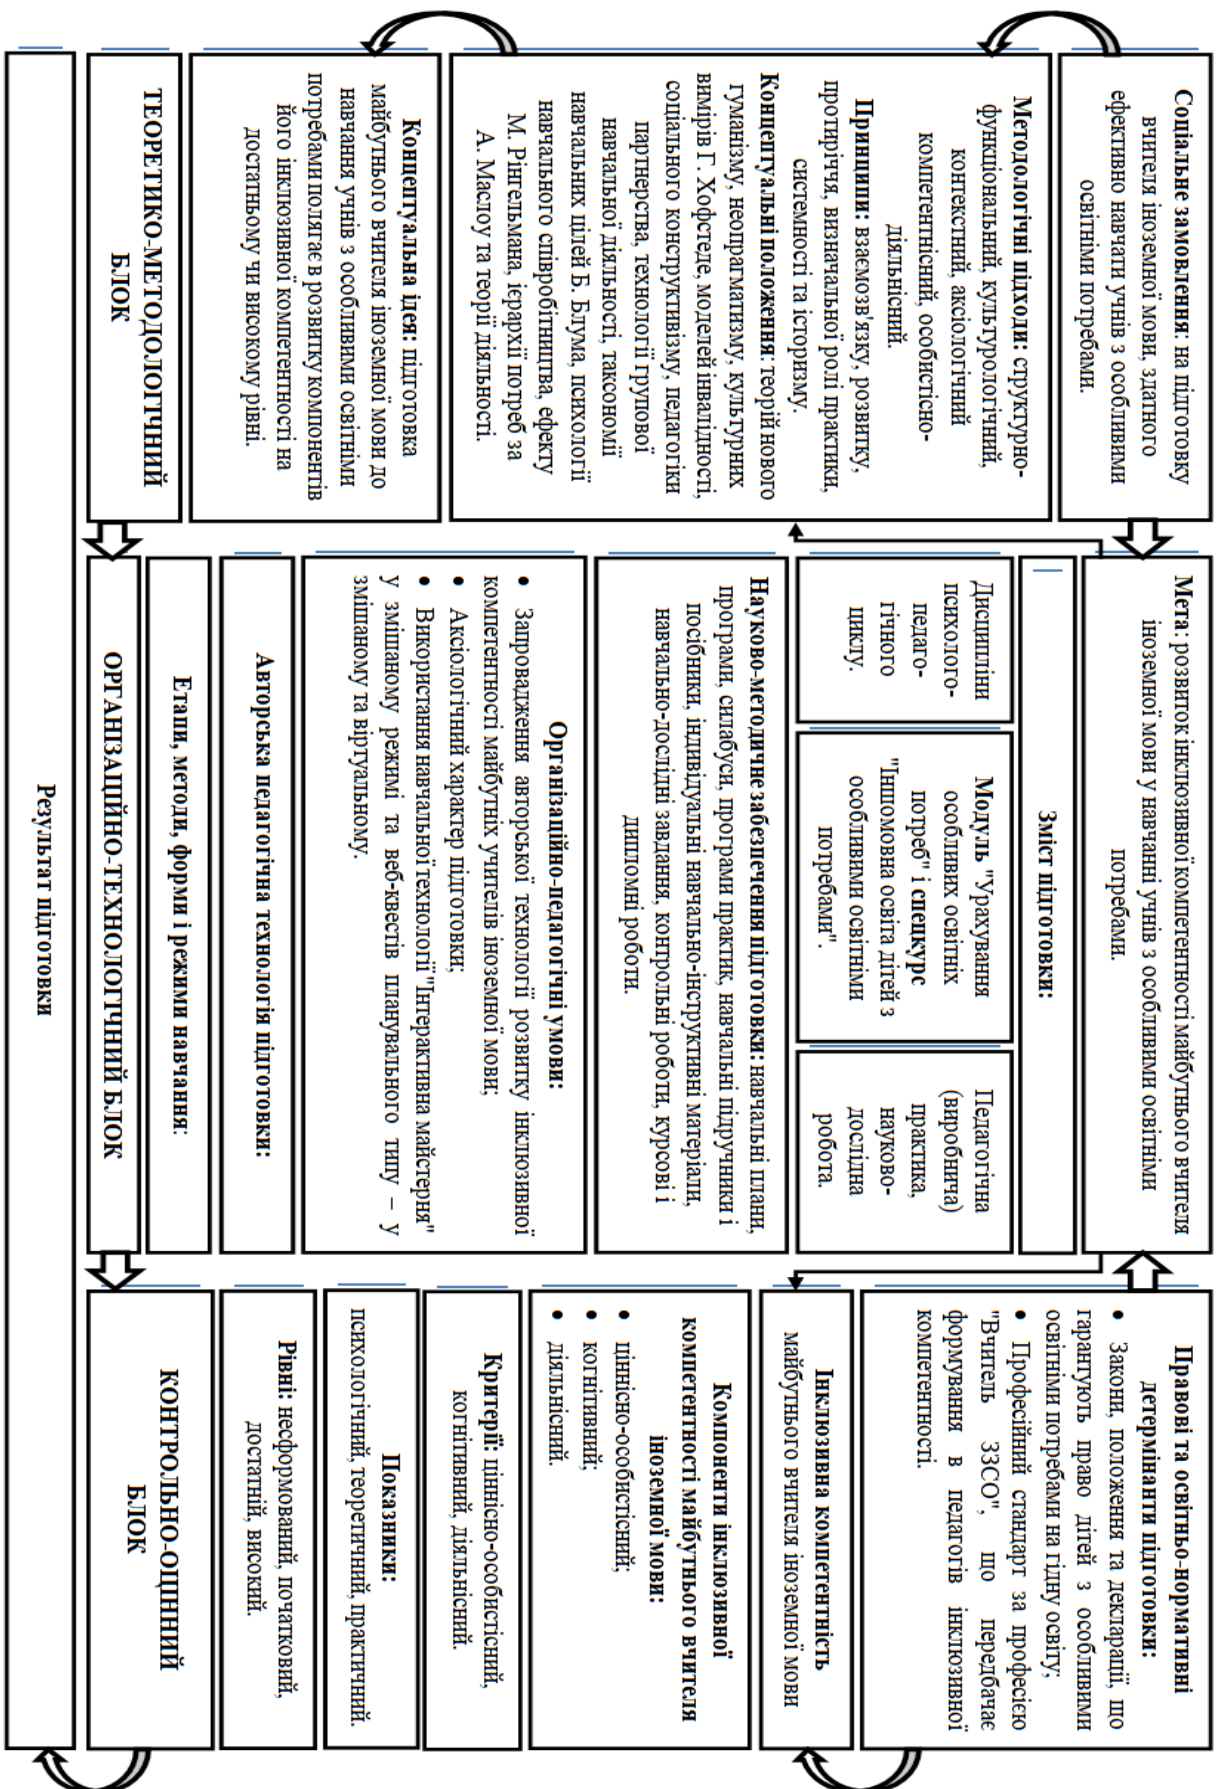 Соціальне замовлення: на підготовку
вчителя іноземної мови, здатного
ефективно навчати учнів з особливими
освітніми потребами.
Методологічні підходи: структурно-
функціональний, культурологічний,
контекстний, аксіологічний
компетентнісний, особистісно-
діяльнісний.
Принципи: взаємозв'язку, розвитку,
протиріччя, визначальної ролі практики,
системності та історизму.
Концептуальні положення: теорій нового
гуманізму, неопрагматизму, культурних
вимірів Г. Хофстеде, моделей інвалідності,
соціального конструктивізму, педагогіки
партнерства, технології групової
навчальної діяльності, таксономії
навчальних цілей Б. Блума, психології
навчального співробітництва, ефекту
М. Рінгельмана, ієрархії потреб за
А. Маслоу та теорії діяльності.
Концептуальна ідея: підготовка
майбутнього вчителя іноземної мови до
навчання учнів з особливими освітніми
потребами полягає в розвитку компонентів
його інклюзивної компетентності на
достатньому чи високому рівні.
ТЕОРЕТИКО-МЕТОДОЛОГІЧНИЙ
БЛОК
Мета: розвиток інклюзивної компетентності майбутнього вчителя
іноземної мови у навчанні учнів з особливими освітніми
потребами.
Зміст підготовки:
Дисципліни
психолого-
педаго-
гічного
циклу.
Модуль "Урахування
особливих освітніх
потреб" і спецкурс
"Іншомовна освіта дітей з
особливими освітніми
потребами".
Педагогічна
(виробнича)
практика,
науково-
дослідна
робота.
Науково-методичне забезпечення підготовки: навчальні плани,
програми, силабуси, програми практик, навчальні підручники і
посібники, індивідуальні навчально-інструктивні матеріали,
навчально-дослідні завдання, контрольні роботи, курсові і
дипломні роботи.
Організаційно-педагогічні умови:
• Запровадження авторської технології розвитку інклюзивної
компетентності майбутніх учителів іноземної мови;
• Аксіологічний характер підготовки;
• Використання навчальної технології "Інтерактивна майстерня"
у змішаному режимі та веб-квестів планувального типу – у
змішаному та віртуальному.
Авторська педагогічна технологія підготовки:
Етапи, методи, форми і режими навчання:
ОРГАНІЗАЦІЙНО-ТЕХНОЛОГІЧНИЙ БЛОК
Правові та освітньо-нормативні
детермінанти підготовки:
• Закони, положення та декларації, що
гарантують право дітей з особливими
освітніми потребами на гідну освіту;
• Професійний стандарт за професією
"Вчитель ЗЗСО", що передбачає
формування в педагогів інклюзивної
компетентності.
Інклюзивна компетентність
майбутнього вчителя іноземної мови
Компоненти інклюзивної
компетентності майбутнього вчителя
іноземної мови:
• ціннісно-особистісний;
• когнітивний;
• діяльнісний.
Критерії: ціннісно-особистісний,
когнітивний, діяльнісний.
Показники:
психологічний, теоретичний, практичний.
Рівні: несформований, початковий,
достатній, високий.
КОНТРОЛЬНО-ОЦІННИЙ
БЛОК
Результат підготовки